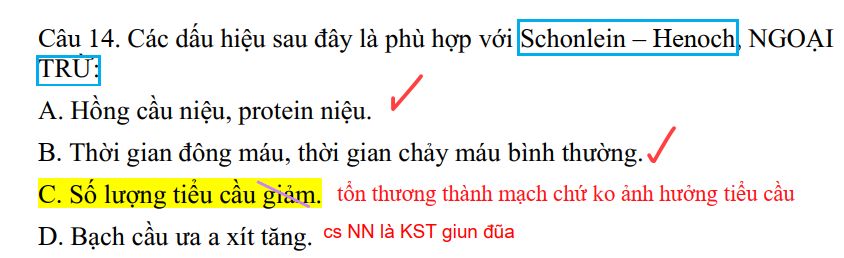 Câu 14. Các dấu hiệu sau đây là phù hợp với Schonlein – Henoch, NGOẠI
TRỪ:
A. Hồng cầu niệu, protein niệu.
B. Thời gian đông máu, thời gian chảy máu bình thường.
C. Số lượng tiểu cầu giảm. tổn thương thành mạch chứ ko ảnh hưởng tiểu cầu
D. Bạch cầu ưa a xít tăng. cs NN là KST giun đũa